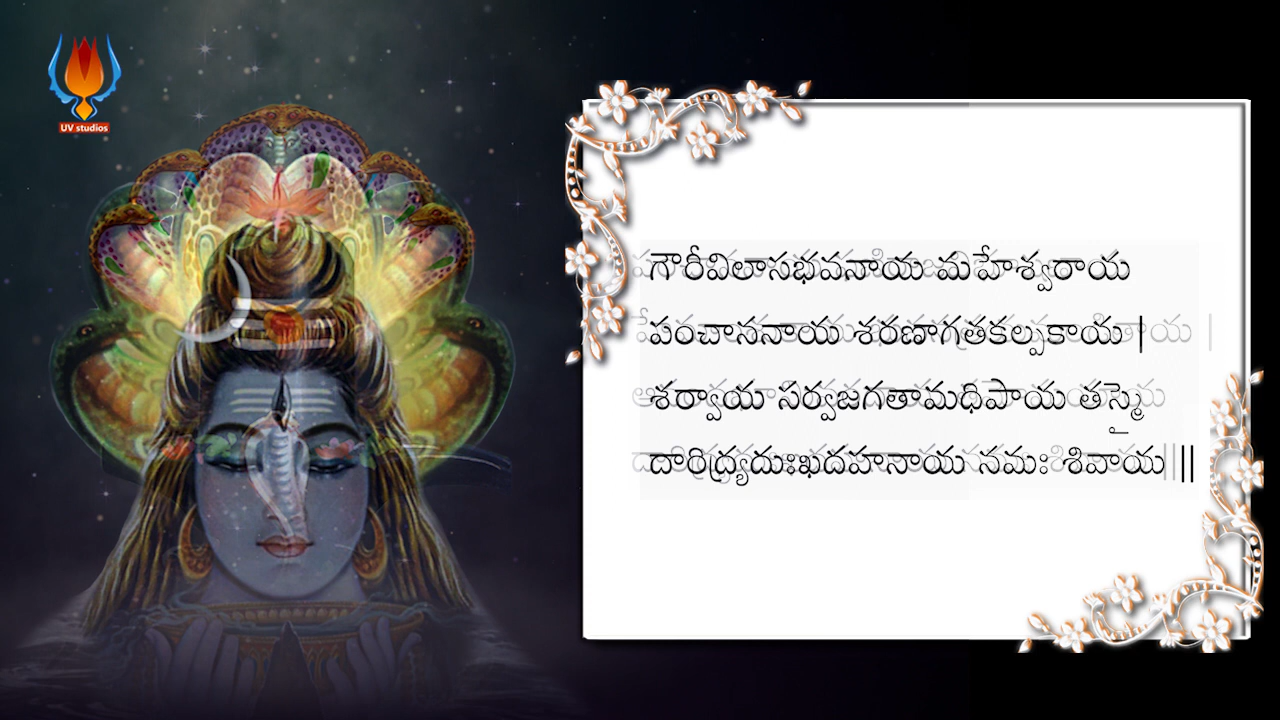 UV studios
గౌరీవిలాసభవనాయ మహేశ్వరాయ
పంచాననాయ శరణాగతకల్పకాయ |
శర్వాయ సర్వజగతామధిపాయ తస్మై
దారిద్ర్యదుఃఖదహనాయ నమః శివాయ ||